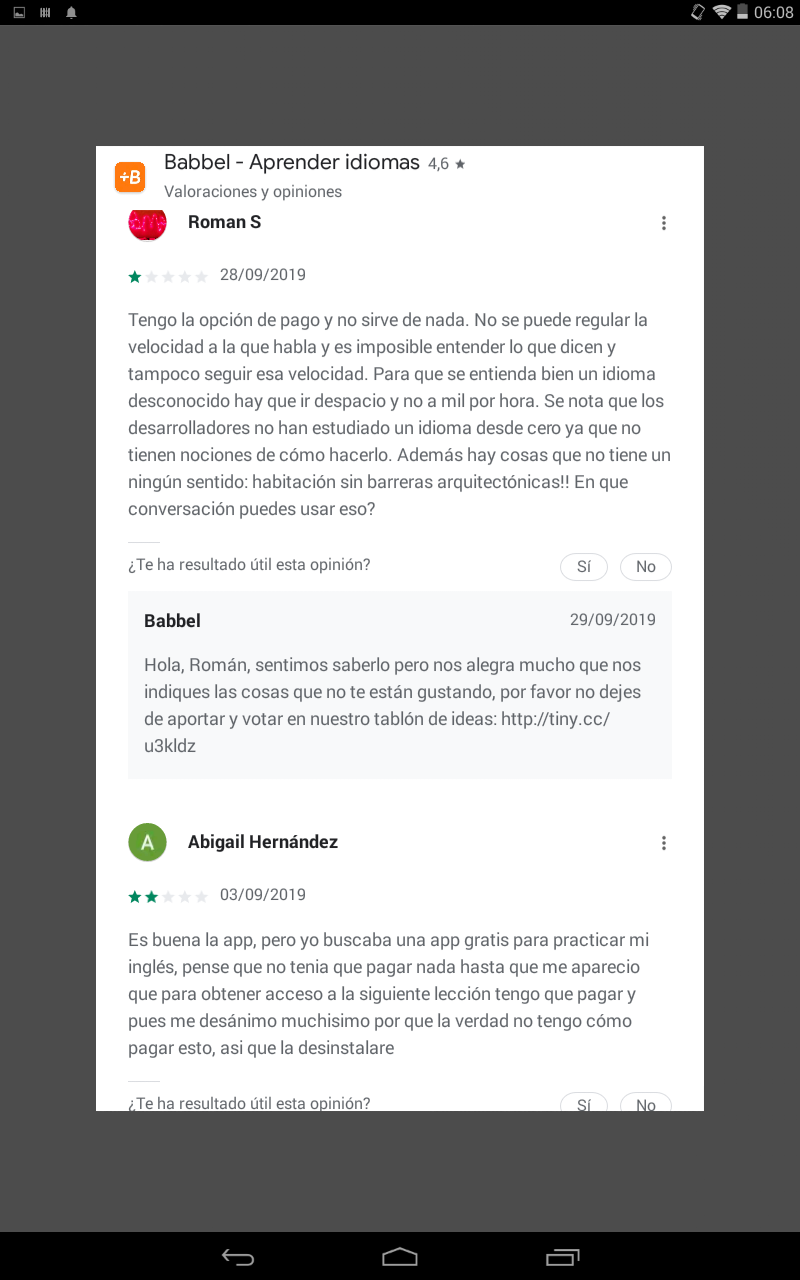 06:08
+B
Babbel - Aprender idiomas 4,6 ★
Valoraciones y opiniones
Roman S
28/09/2019
Tengo la opción de pago y no sirve de nada. No se puede regular la
velocidad a la que habla y es imposible entender lo que dicen y
tampoco seguir esa velocidad. Para que se entienda bien un idioma
desconocido hay que ir despacio y no a mil por hora. Se nota que los
desarrolladores no han estudiado un idioma desde cero ya que no
tienen nociones de cómo hacerlo. Además hay cosas que no tiene un
ningún sentido: habitación sin barreras arquitectónicas!! En que
conversación puedes usar eso?
¿Te ha resultado útil esta opinión? Sí No
Babbel 29/09/2019
Hola, Román, sentimos saberlo pero nos alegra mucho que nos
indiques las cosas que no te están gustando, por favor no dejes
de aportar y votar en nuestro tablón de ideas: http://tiny.cc/
u3kldz
A
Abigail Hernández
03/09/2019
Es buena la app, pero yo buscaba una app gratis para practicar mi
inglés, pense que no tenia que pagar nada hasta que me aparecio
que para obtener acceso a la siguiente lección tengo que pagar y
pues me desánimo muchisimo por que la verdad no tengo cómo
pagar esto, asi que la desinstalare
¿Te ha resultado útil esta opinión? Sí No